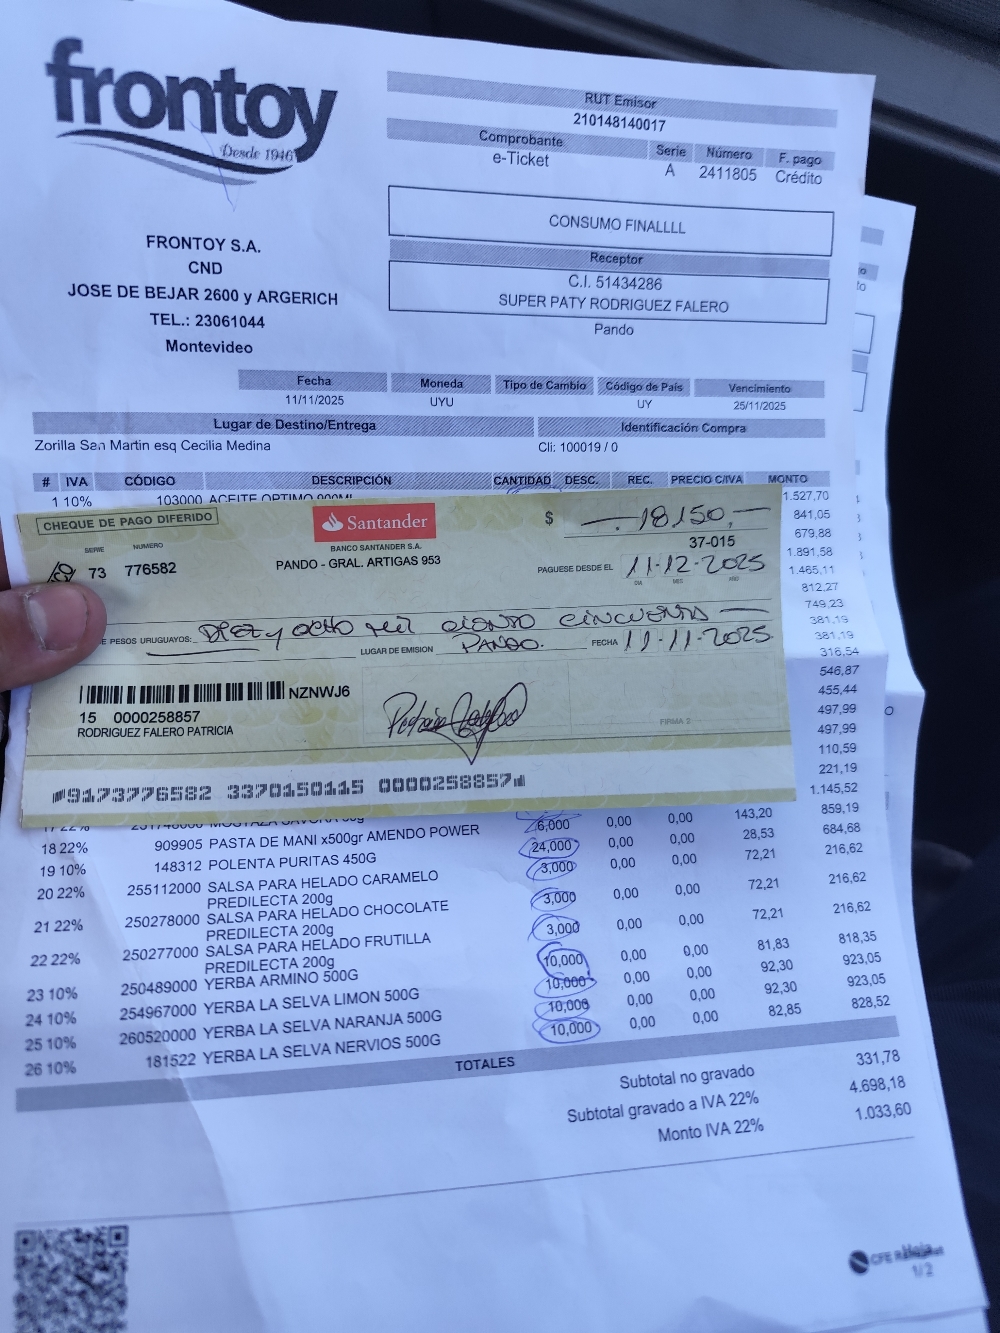 frontoy
Desde 1946
FRONTOY S.A.
CND
JOSE DE BEJAR 2600 y ARGERICH
TEL.: 23061044
Montevideo
RUT Emisor
210148140017
Comprobante Serie Número F. pago
e-Ticket A 2411805 Crédito
CONSUMO FINALLLL
Receptor
C.I. 51434286
SUPER PATY RODRIGUEZ FALERO
Pando
Fecha Moneda Tipo de Cambio Código de País Vencimiento
11/11/2025 UYU UY 25/11/2025
Lugar de Destino/Entrega Identificación Compra
Zorilla San Martin esq Cecilia Medina Cli: 100019 / 0
# IVA CÓDIGO DESCRIPCIÓN CANTIDAD DESC. REC. PRECIO C/IVA MONTO
1 10% 103000 ACEITE OPTIMO 900ML 1.527,70
841,05
679,88
1.891,58
1.465,11
812,27
749,23
381,19
381,19
316,54
546,87
455,44
497,99
497,99
110,59
221,19
1.145,52
CHEQUE DE PAGO DIFERIDO
Santander
BANCO SANTANDER S.A.
$ 18.150,-
37-015
SERIE NUMERO
73 776582
PANDO - GRAL. ARTIGAS 953
PAGUESE DESDE EL 11-12-2025
DIA MES AÑO
E PESOS URUGUAYOS: Diez y ocho mil ciento cincuenta
LUGAR DE EMISION PANDO. FECHA 11-11-2025
NZNWJ6
15 0000258857
RODRIGUEZ FALERO PATRICIA
FIRMA 2
9173776582 3370150115 0000258857
17 22% 6,000 0,00 0,00 143,20 859,19
18 22% 909905 PASTA DE MANI x500gr AMENDO POWER 24,000 0,00 0,00 28,53 684,68
19 10% 148312 POLENTA PURITAS 450G 3,000 0,00 0,00 72,21 216,62
20 22% 255112000 SALSA PARA HELADO CARAMELO
PREDILECTA 200g 3,000 0,00 0,00 72,21 216,62
21 22% 250278000 SALSA PARA HELADO CHOCOLATE
PREDILECTA 200g 3,000 0,00 0,00 72,21 216,62
22 22% 250277000 SALSA PARA HELADO FRUTILLA
PREDILECTA 200g 10,000 0,00 0,00 81,83 818,35
23 10% 250489000 YERBA ARMINO 500G 10,000 0,00 0,00 92,30 923,05
24 10% 254967000 YERBA LA SELVA LIMON 500G 10,000 0,00 0,00 92,30 923,05
25 10% 260520000 YERBA LA SELVA NARANJA 500G 10,000 0,00 0,00 82,85 828,52
26 10% 181522 YERBA LA SELVA NERVIOS 500G
TOTALES
Subtotal no gravado 331,78
Subtotal gravado a IVA 22% 4.698,18
Monto IVA 22% 1.033,60
CFE
1/2